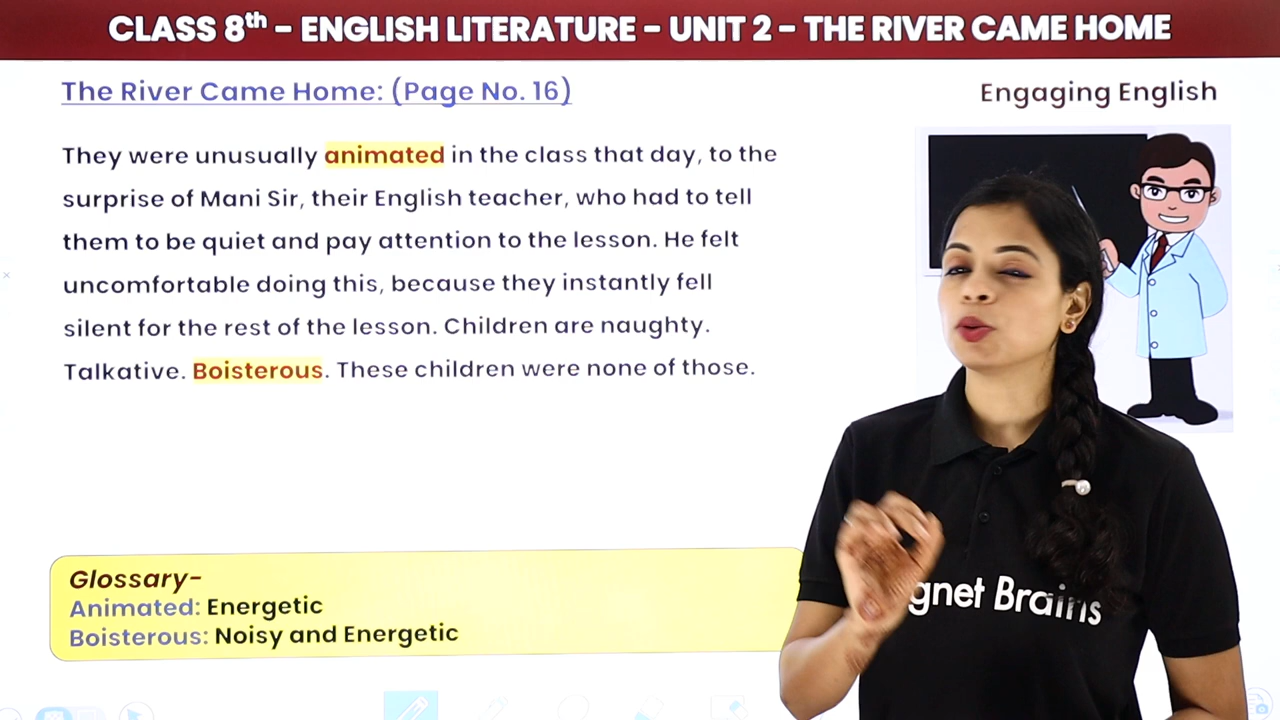 CLASS 8th - ENGLISH LITERATURE - UNIT 2 - THE RIVER CAME HOME
The River Came Home: (Page No. 16)
Engaging English
They were unusually animated in the class that day, to the
surprise of Mani Sir, their English teacher, who had to tell
them to be quiet and pay attention to the lesson. He felt
uncomfortable doing this, because they instantly fell
silent for the rest of the lesson. Children are naughty.
Talkative. Boisterous. These children were none of those.
Glossary-
Animated: Energetic
Boisterous: Noisy and Energetic
gnet Brains